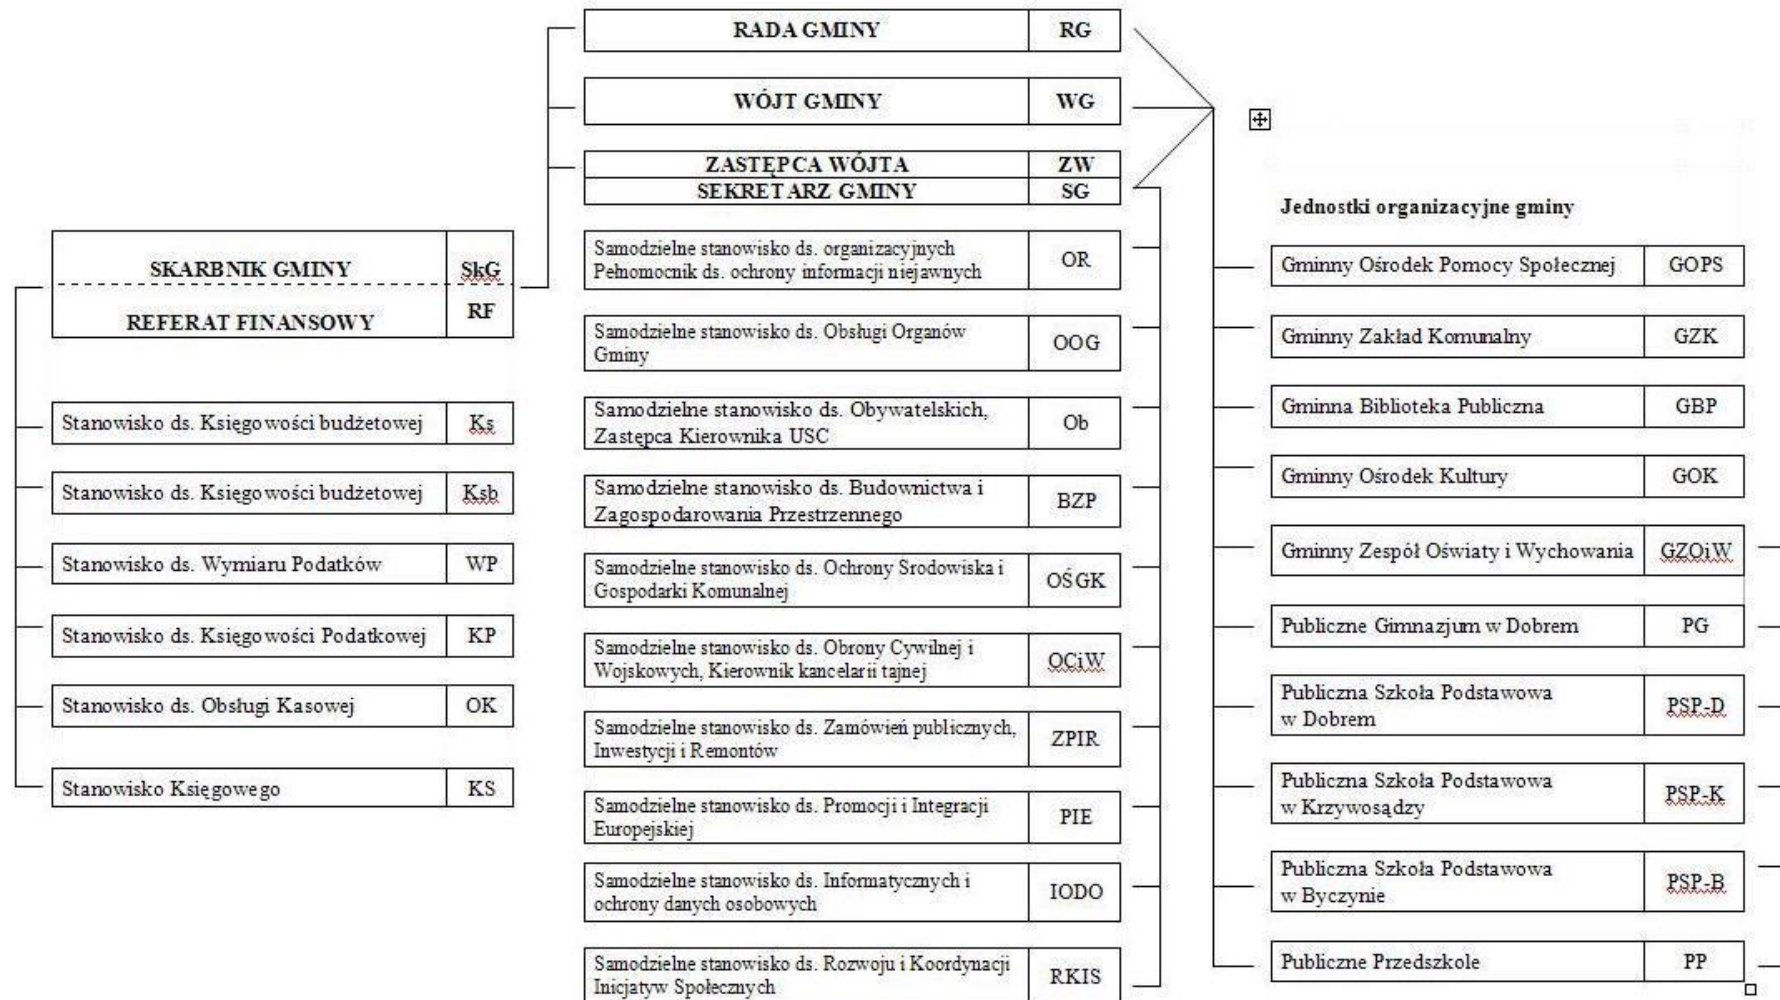 RADA GMINY RG
WÓJT GMINY WG
ZASTĘPCA WÓJTA ZW
SEKRETARZ GMINY SG
SKARBNIK GMINY SkG
REFERAT FINANSOWY RF
Stanowisko ds. Księgowości budżetowej Ks
Stanowisko ds. Księgowości budżetowej Ksb
Stanowisko ds. Wymiaru Podatków WP
Stanowisko ds. Księgowości Podatkowej KP
Stanowisko ds. Obsługi Kasowej OK
Stanowisko Księgowego KS
Samodzielne stanowisko ds. organizacyjnych
Pełnomocnik ds. ochrony informacji niejawnych
OR
Samodzielne stanowisko ds. Obsługi Organów
Gminy
OOG
Samodzielne stanowisko ds. Obywatelskich,
Zastępca Kierownika USC
Ob
Samodzielne stanowisko ds. Budownictwa i
Zagospodarowania Przestrzennego
BZP
Samodzielne stanowisko ds. Ochrony Srodowiska i
Gospodarki Komunalnej
OŚGK
Samodzielne stanowisko ds. Obrony Cywilnej i
Wojskowych, Kierownik kancelarii tajnej
OCiW
Samodzielne stanowisko ds. Zamówień publicznych,
Inwestycji i Remontów
ZPIR
Samodzielne stanowisko ds. Promocji i Integracji
Europejskiej
PIE
Samodzielne stanowisko ds. Informatycznych i
ochrony danych osobowych
IODO
Samodzielne stanowisko ds. Rozwoju i Koordynacji
Inicjatyw Społecznych
RKIS
Jednostki organizacyjne gminy
Gminny Ośrodek Pomocy Społecznej GOPS
Gminny Zakład Komunalny GZK
Gminna Biblioteka Publiczna GBP
Gminny Ośrodek Kultury GOK
Gminny Zespół Oświaty i Wychowania GZOiW
Publiczne Gimnazjum w Dobrem PG
Publiczna Szkoła Podstawowa
w Dobrem
PSP-D
Publiczna Szkoła Podstawowa
w Krzywosądzy
PSP-K
Publiczna Szkoła Podstawowa
w Byczynie
PSP-B
Publiczne Przedszkole PP